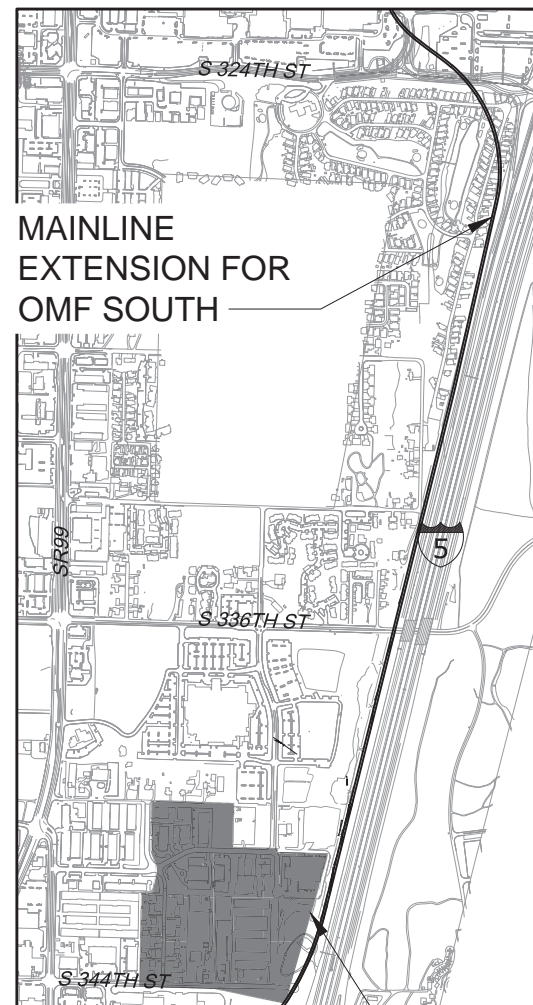 S 324TH ST
MAINLINE
EXTENSION FOR
OMF SOUTH
5
SR99
S 336TH ST
S 344TH ST